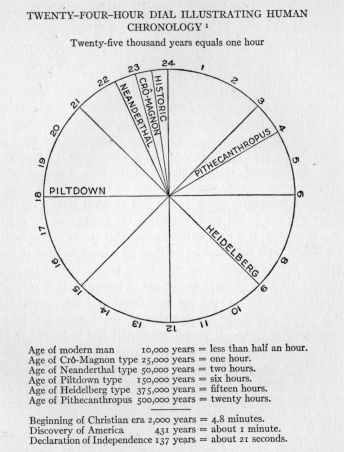 TWENTY-FOUR-HOUR DIAL ILLUSTRATING HUMAN
CHRONOLOGY ¹
Twenty-five thousand years equals one hour
24
1
2
3
4
5
6
8
9
10
11
12
13
14
15
16
17
18
19
20
21
22
23
HISTORIC
CRÔ-MAGNON
NEANDERTHAL
PITHECANTHROPUS
PILTDOWN
HEIDELBERG
Age of modern man 10,000 years = less than half an hour.
Age of Crô-Magnon type 25,000 years = one hour.
Age of Neanderthal type 50,000 years = two hours.
Age of Piltdown type 150,000 years = six hours.
Age of Heidelberg type 375,000 years = fifteen hours.
Age of Pithecanthropus 500,000 years = twenty hours.
Beginning of Christian era 2,000 years = 4.8 minutes.
Discovery of America 431 years = about 1 minute.
Declaration of Independence 137 years = about 21 seconds.